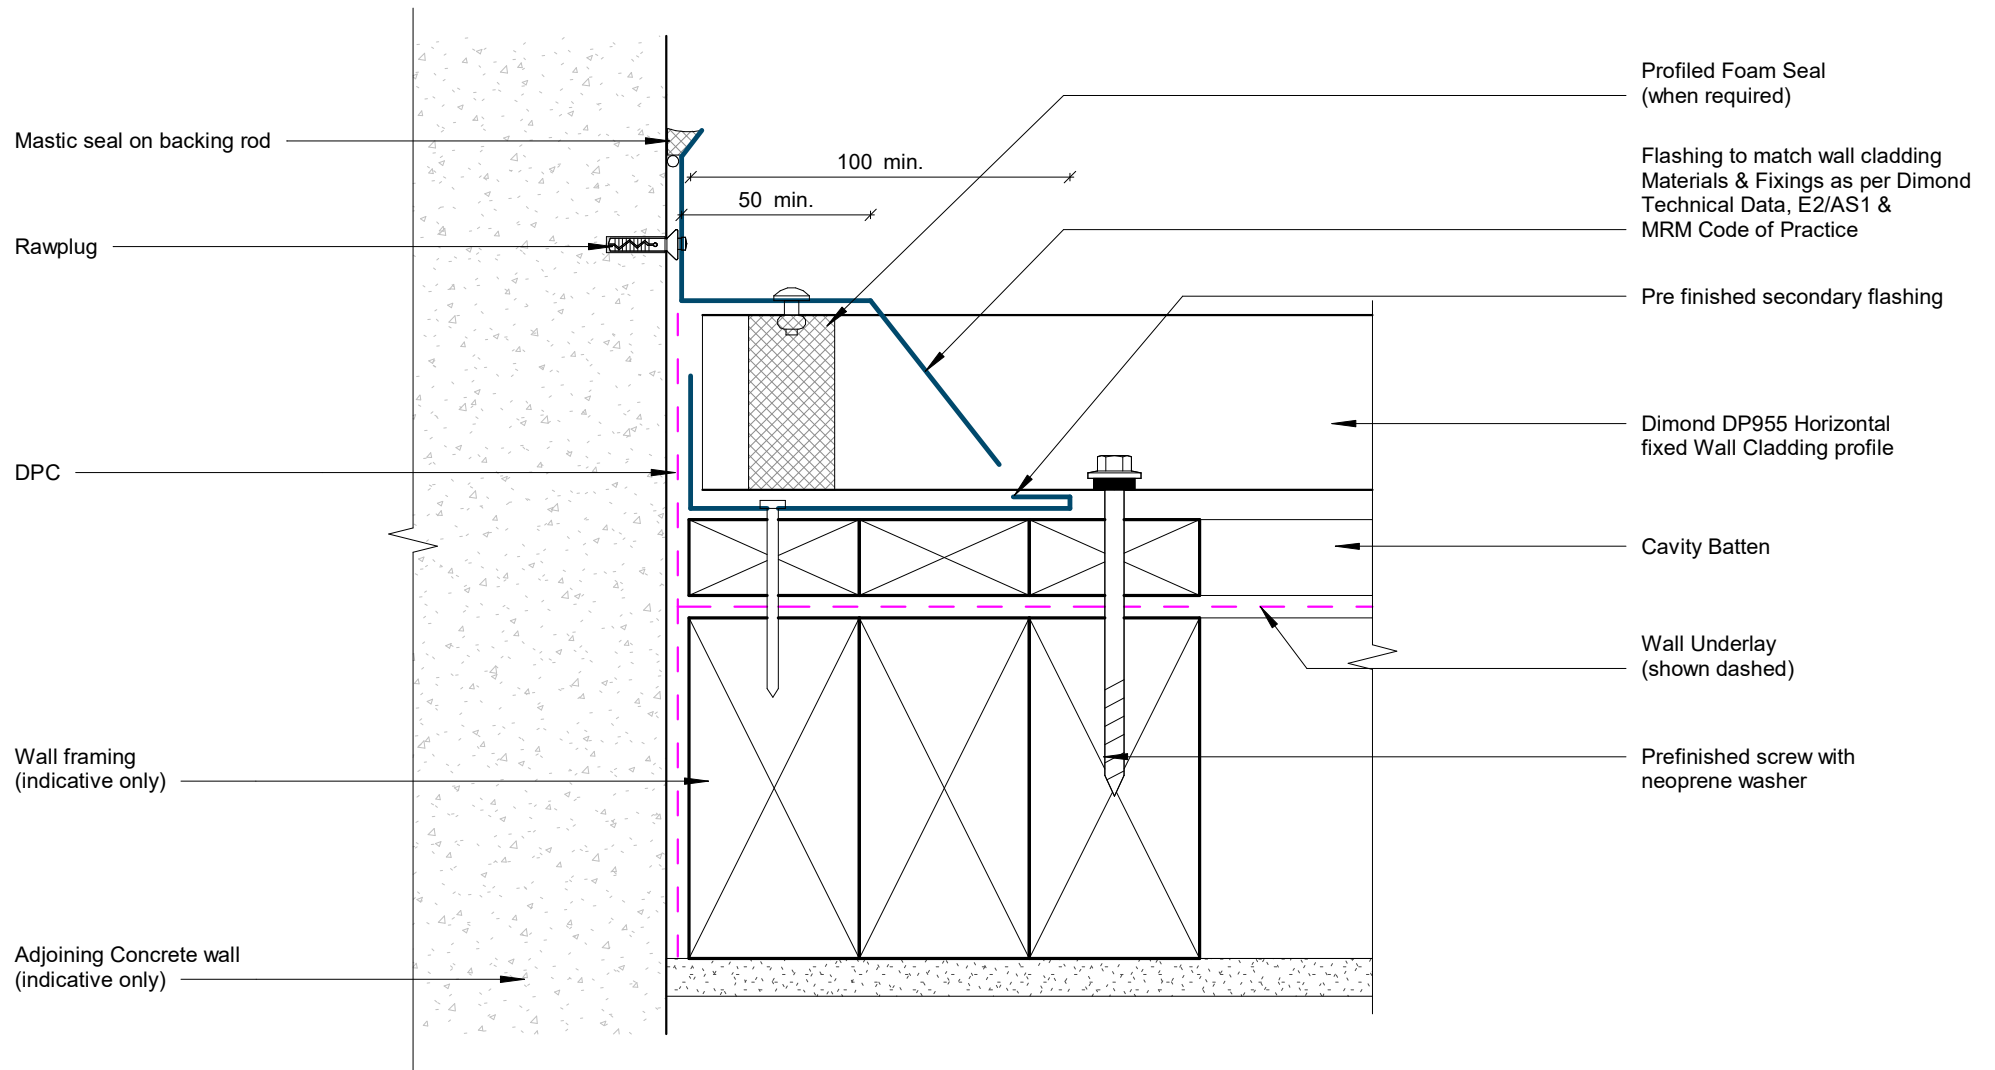 Mastic seal on backing rod
Rawplug
DPC
Wall framing
(indicative only)
Adjoining Concrete wall
(indicative only)
100 min.
50 min.
Profiled Foam Seal
(when required)
Flashing to match wall cladding
Materials & Fixings as per Dimond
Technical Data, E2/AS1 &
MRM Code of Practice
Pre finished secondary flashing
Dimond DP955 Horizontal
fixed Wall Cladding profile
Cavity Batten
Wall Underlay
(shown dashed)
Prefinished screw with
neoprene washer